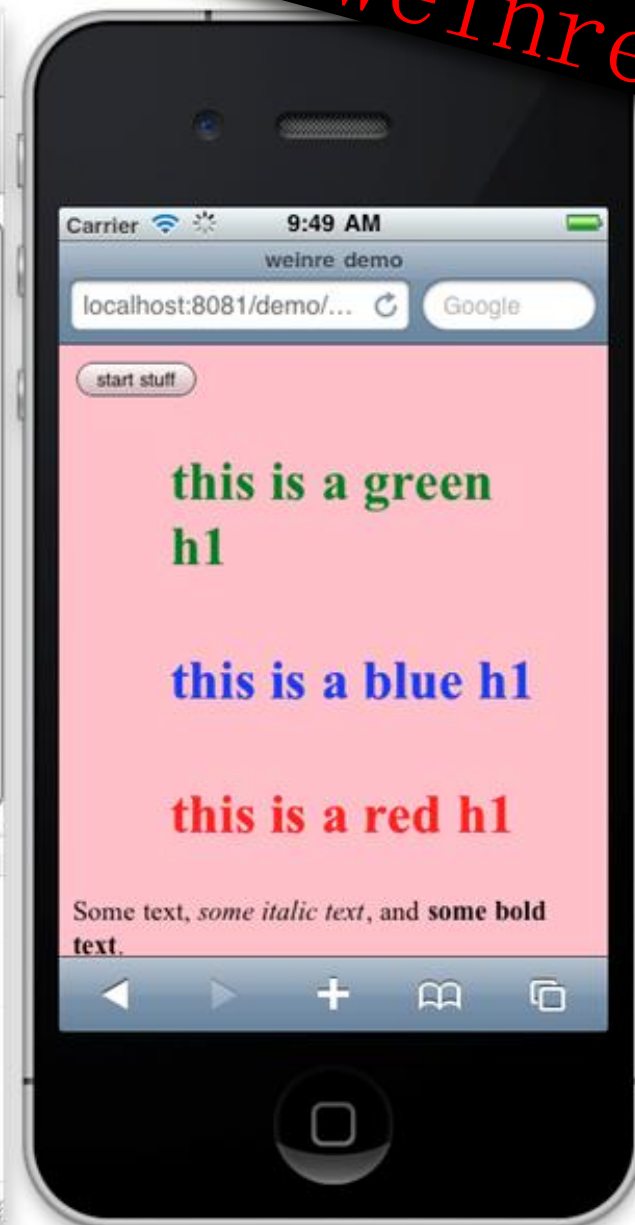 weinre
Carrier 9:49 AM
weinre demo
localhost:8081/demo/... Google
start stuff
this is a green
h1
this is a blue h1
this is a red h1
Some text, some italic text, and some bold
text.